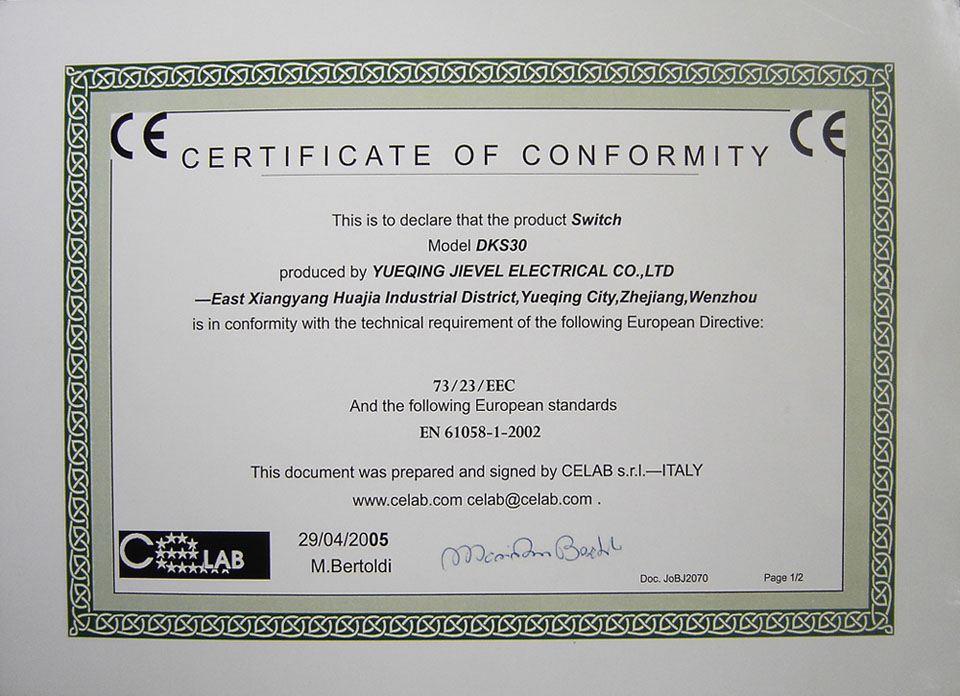 CE CERTIFICATE OF CONFORMITY CE
This is to declare that the product Switch
Model DKS30
produced by YUEQING JIEVEL ELECTRICAL CO.,LTD
—East Xiangyang Huajia Industrial District,Yueqing City,Zhejiang,Wenzhou
is in conformity with the technical requirement of the following European Directive:
73/23/EEC
And the following European standards
EN 61058-1-2002
This document was prepared and signed by CELAB s.r.l.—ITALY
www.celab.com celab@celab.com .
CELAB
29/04/2005
M.Bertoldi
Doc. JoBJ2070
Page 1/2